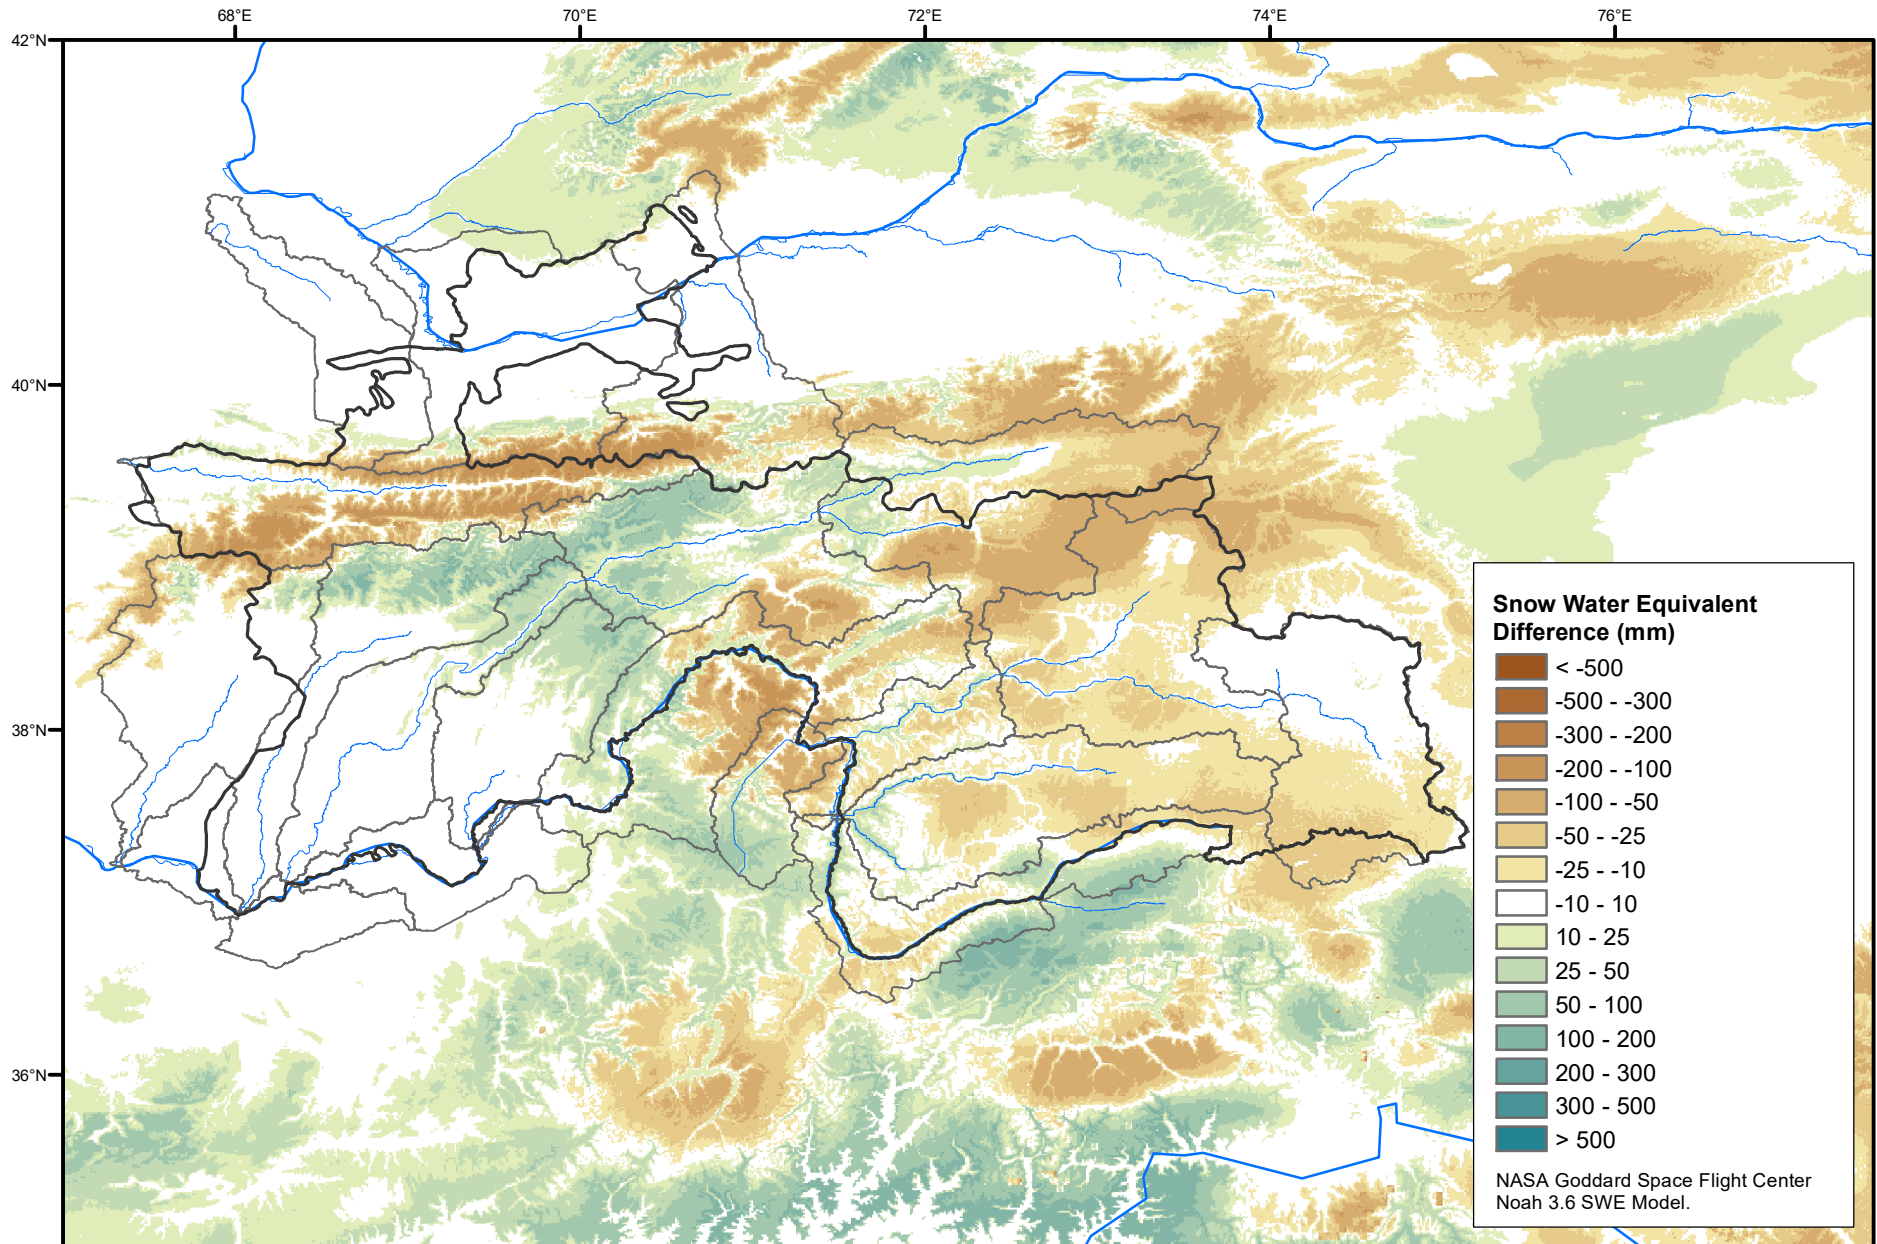 68°E
70°E
72°E
74°E
76°E
42°N
40°N
38°N
36°N
Snow Water Equivalent
Difference (mm)
< -500
-500 - -300
-300 - -200
-200 - -100
-100 - -50
-50 - -25
-25 - -10
-10 - 10
10 - 25
25 - 50
50 - 100
100 - 200
200 - 300
300 - 500
> 500
NASA Goddard Space Flight Center
Noah 3.6 SWE Model.